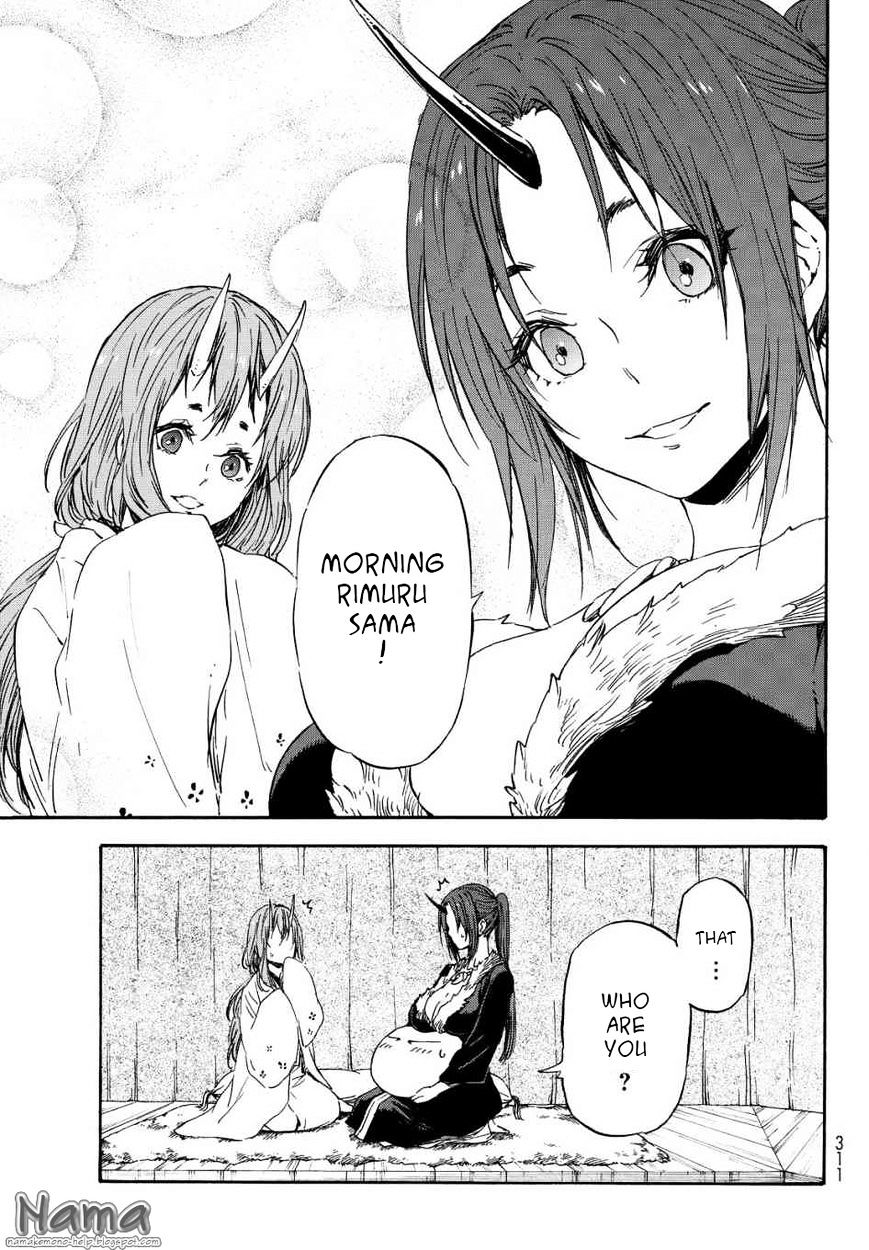 MORNING
RIMURU
SAMA
!
THAT
...
WHO
ARE
YOU
?
311
Nama
namakemono-help.blogspot.com